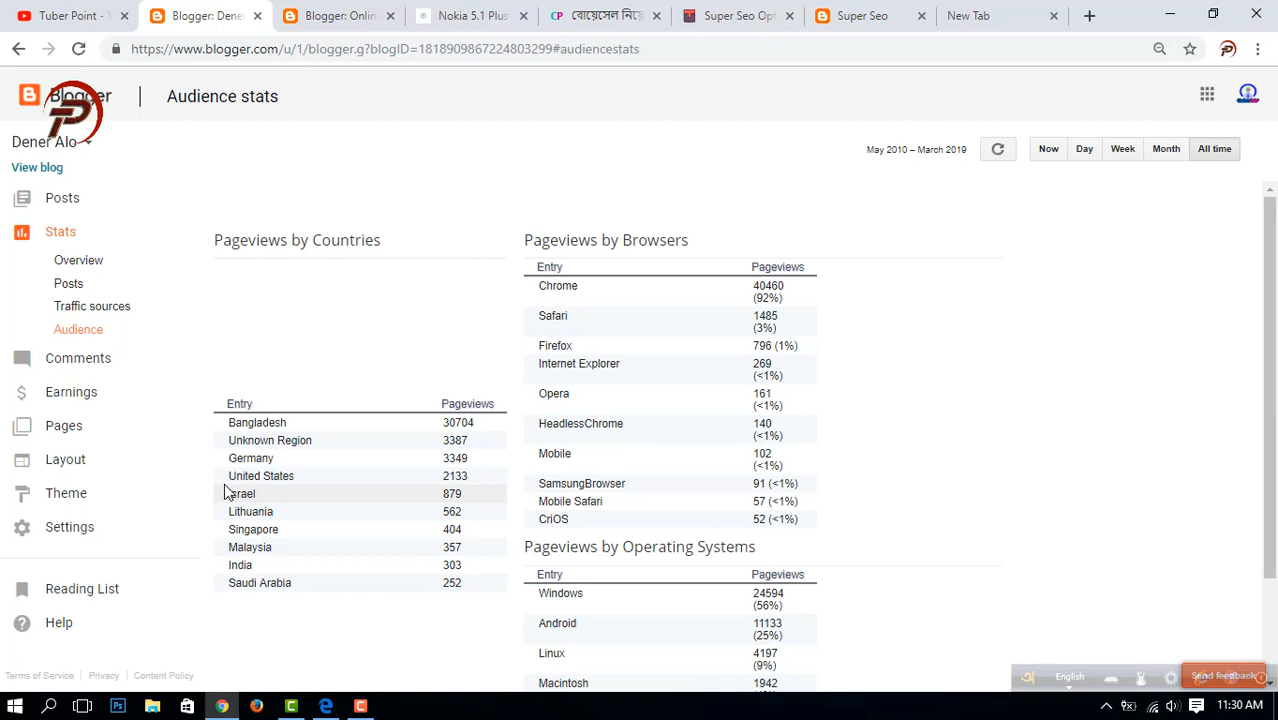 Tuber Point - Y
Blogger: Dene
Blogger: Onlin
Nokia 5.1 Plus
Super Seo Opt
Super Seo
New Tab
https://www.blogger.com/u/1/blogger.g?blogID=1818909867224803299#audiencestats
Blogger
Audience stats
Dener Alo
View blog
May 2010 – March 2019
Now
Day
Week
Month
All time
Posts
Stats
Overview
Posts
Traffic sources
Audience
Comments
Earnings
Pages
Layout
Theme
Settings
Reading List
Help
Terms of Service
Privacy
Content Policy
Pageviews by Countries
Entry Pageviews
Bangladesh 30704
Unknown Region 3387
Germany 3349
United States 2133
Israel 879
Lithuania 562
Singapore 404
Malaysia 357
India 303
Saudi Arabia 252
Pageviews by Browsers
Entry Pageviews
Chrome 40460
(92%)
Safari 1485
(3%)
Firefox 796 (1%)
Internet Explorer 269
(<1%)
Opera 161
(<1%)
HeadlessChrome 140
(<1%)
Mobile 102
(<1%)
SamsungBrowser 91 (<1%)
Mobile Safari 57 (<1%)
CriOS 52 (<1%)
Pageviews by Operating Systems
Entry Pageviews
Windows 24594
(56%)
Android 11133
(25%)
Linux 4197
(9%)
Macintosh 1942
English
Send feedback
11:30 AM